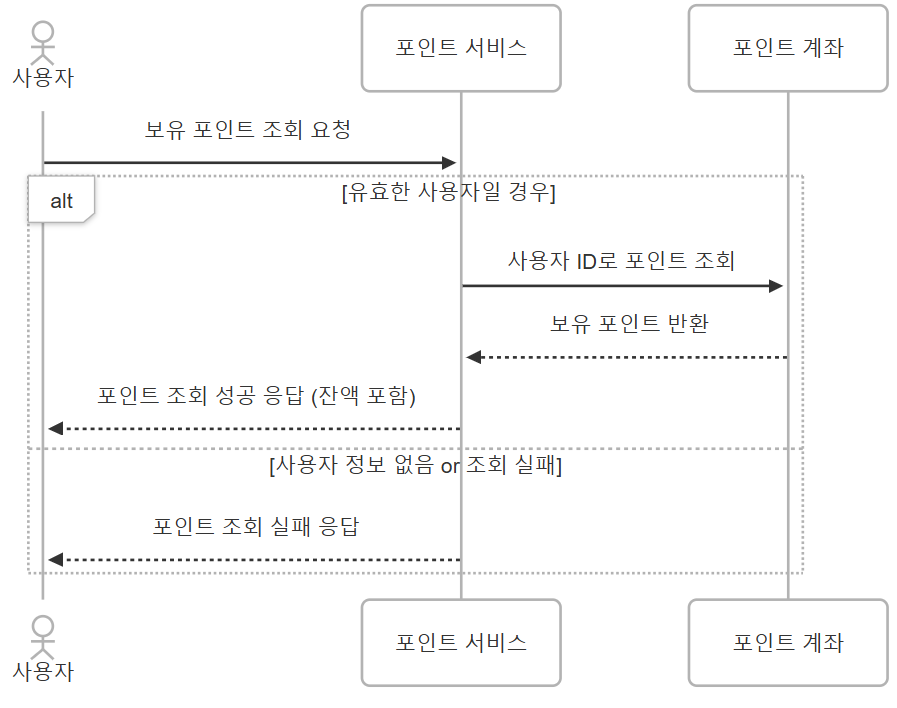 사용자
포인트 서비스
포인트 계좌
보유 포인트 조회 요청
alt
[유효한 사용자일 경우]
사용자 ID로 포인트 조회
보유 포인트 반환
포인트 조회 성공 응답 (잔액 포함)
[사용자 정보 없음 or 조회 실패]
포인트 조회 실패 응답
사용자
포인트 서비스
포인트 계좌